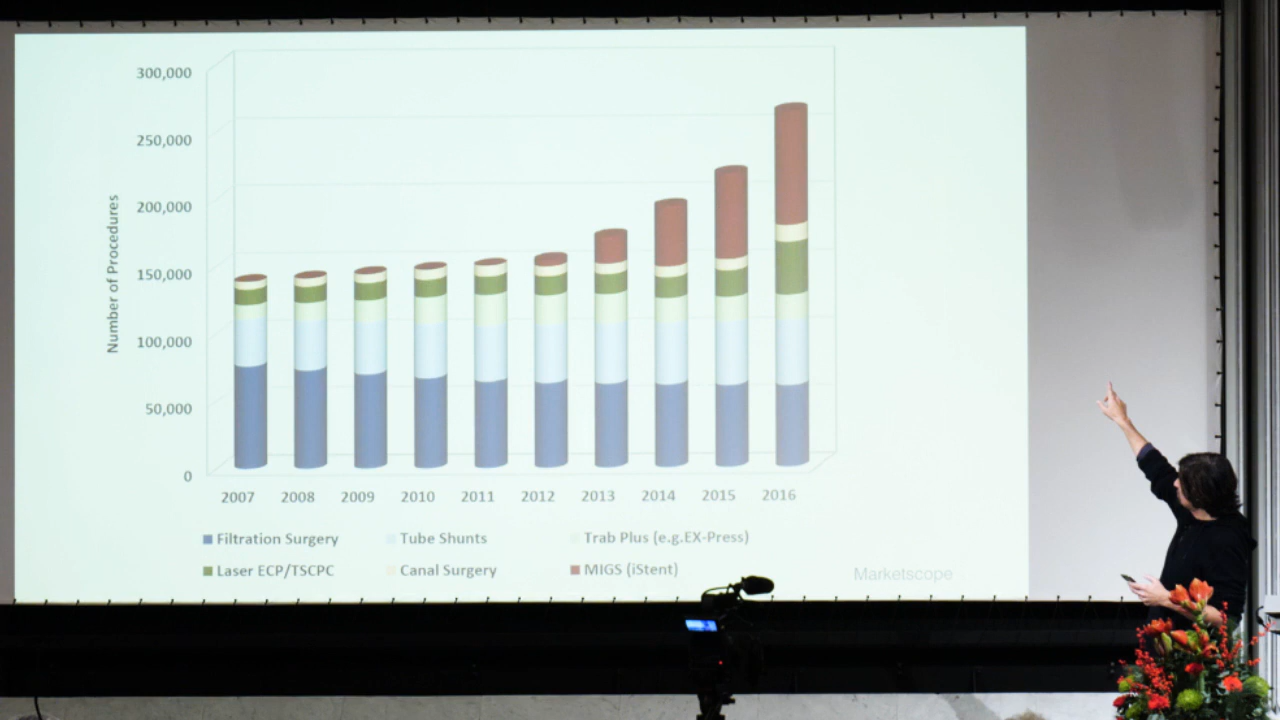 300,000
250,000
200,000
150,000
100,000
50,000
0
Number of Procedures
2007 2008 2009 2010 2011 2012 2013 2014 2015 2016
Filtration Surgery Tube Shunts Trab Plus (e.g.EX-Press)
Laser ECP/TSCPC Canal Surgery MIGS (iStent)
Marketscope